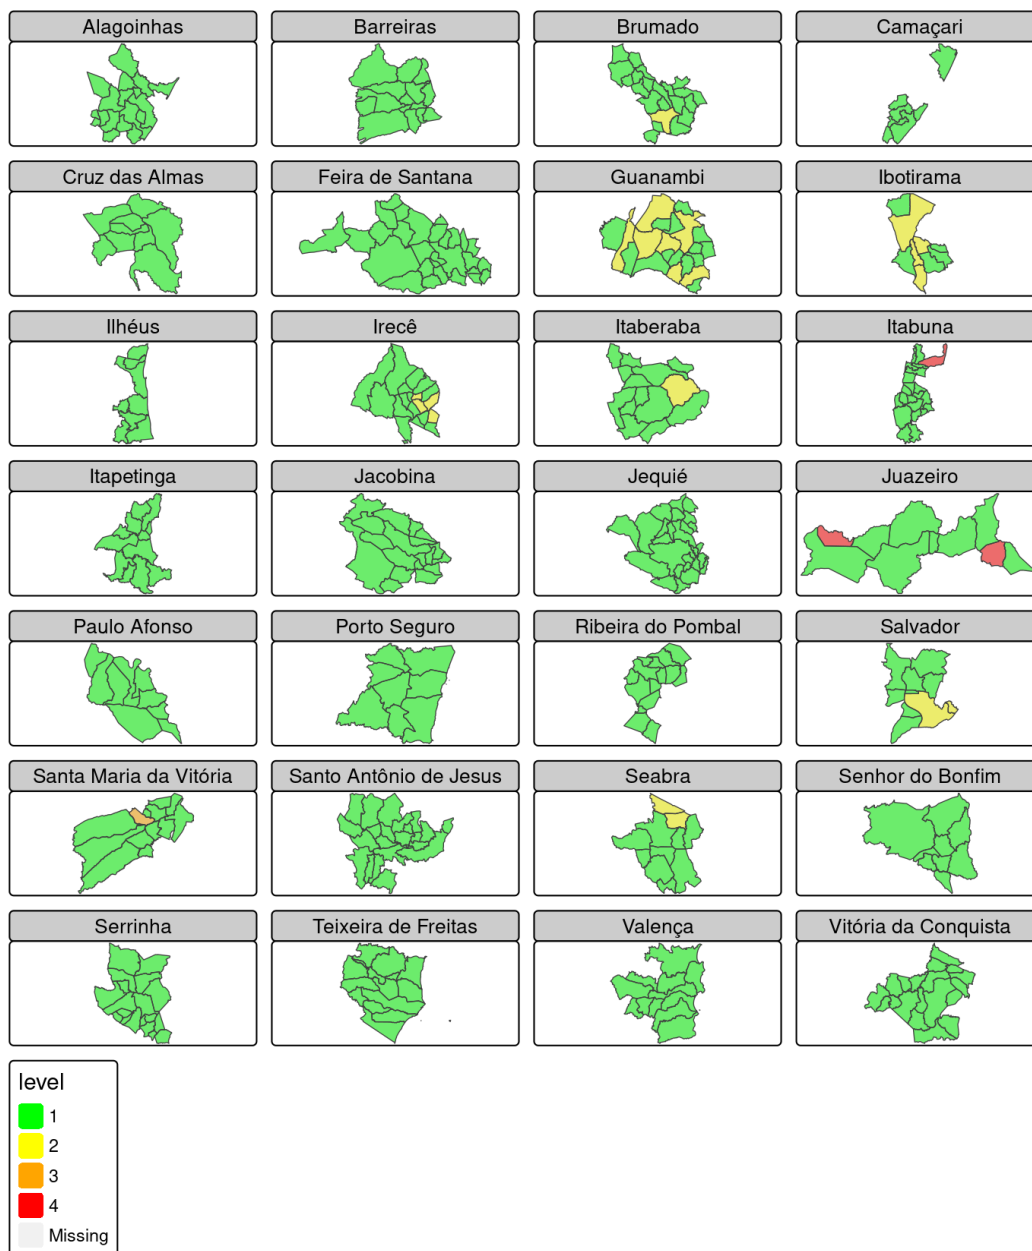 Alagoinhas
Barreiras
Brumado
Camaçari
Cruz das Almas
Feira de Santana
Guanambi
Ibotirama
Ilhéus
Irecê
Itaberaba
Itabuna
Itapetinga
Jacobina
Jequié
Juazeiro
Paulo Afonso
Porto Seguro
Ribeira do Pombal
Salvador
Santa Maria da Vitória
Santo Antônio de Jesus
Seabra
Senhor do Bonfim
Serrinha
Teixeira de Freitas
Valença
Vitória da Conquista
level
1
2
3
4
Missing